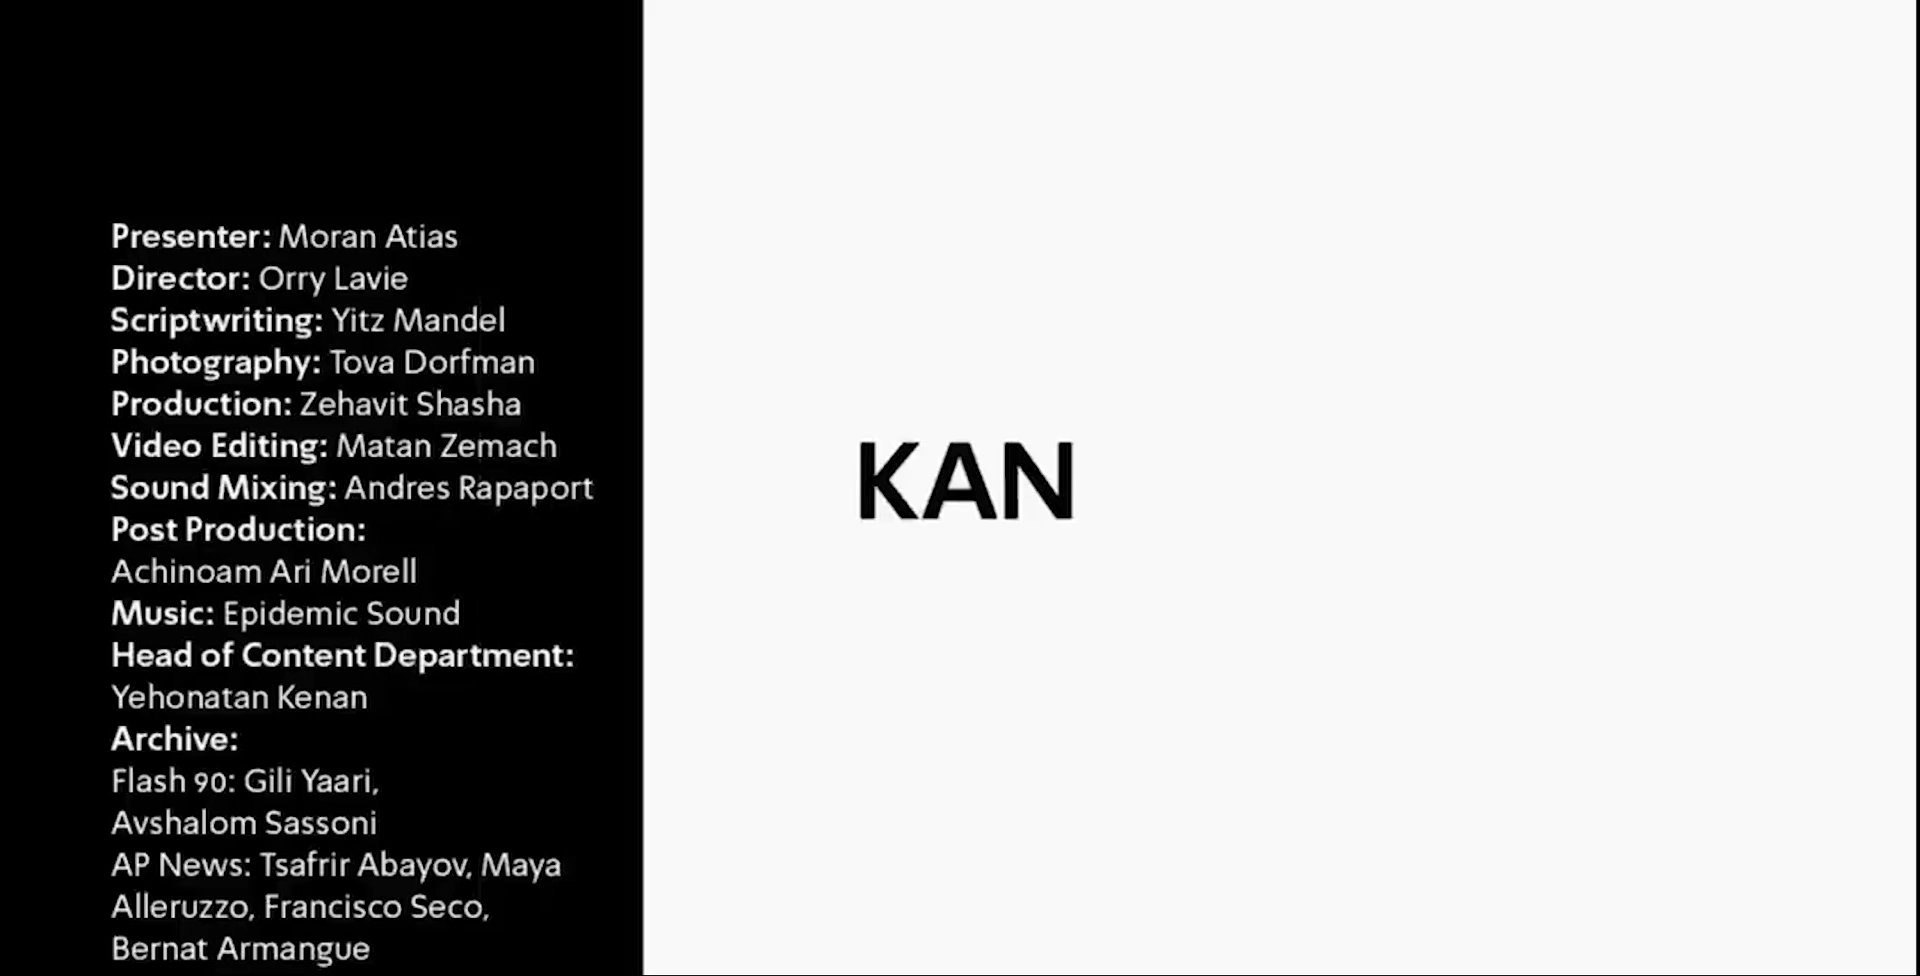 Presenter: Moran Atias
Director: Orry Lavie
Scriptwriting: Yitz Mandel
Photography: Tova Dorfman
Production: Zehavit Shasha
Video Editing: Matan Zemach
Sound Mixing: Andres Rapaport
Post Production:
Achinoam Ari Morell
Music: Epidemic Sound
Head of Content Department:
Yehonatan Kenan
Archive:
Flash 90: Gili Yaari,
Avshalom Sassoni
AP News: Tsafrir Abayov, Maya
Alleruzzo, Francisco Seco,
Bernat Armangue
KAN